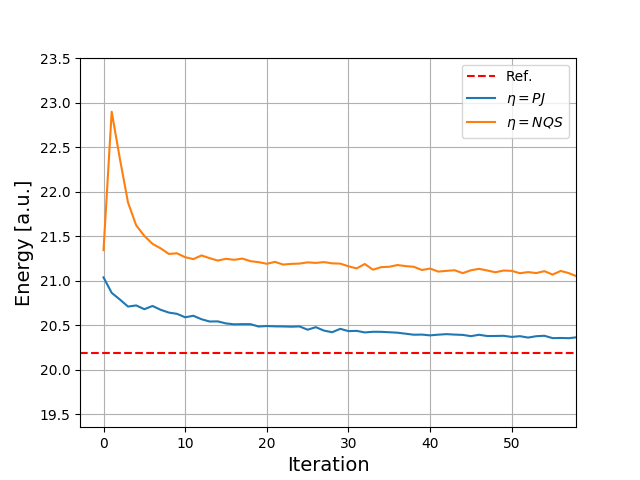 23.5
23.0
22.5
22.0
21.5
21.0
20.5
20.0
19.5
Energy [a.u.]
Ref.
η = PJ
η = NQS
0 10 20 30 40 50
Iteration